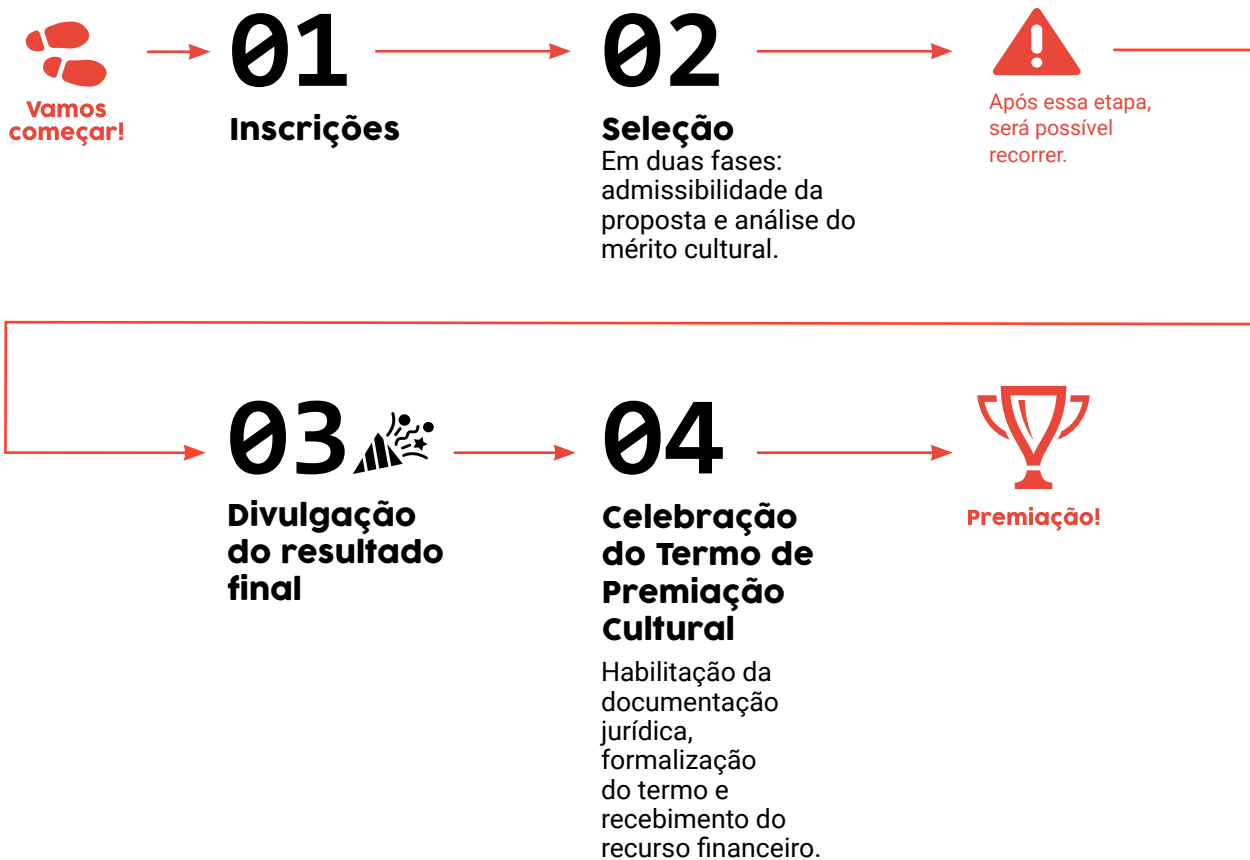 Vamos
começar!
01
Inscrições
02
Seleção
Em duas fases:
admissibilidade da
proposta e análise do
mérito cultural.
Após essa etapa,
será possível
recorrer.
03
Divulgação
do resultado
final
04
Celebração
do Termo de
Premiação
Cultural
Habilitação da
documentação
jurídica,
formalização
do termo e
recebimento do
recurso financeiro.
Premiação!